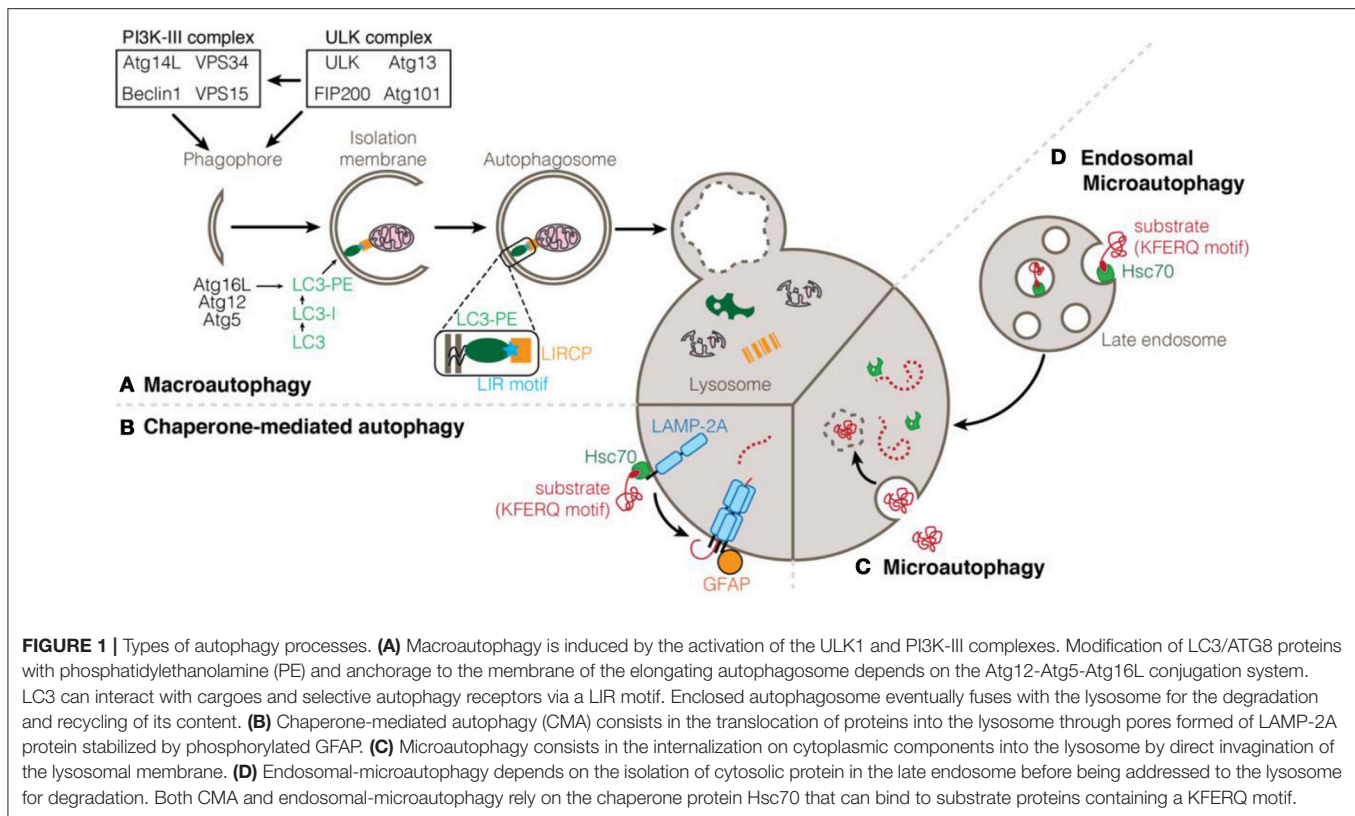 PI3K-III complex
Atg14L VPS34
Beclin1 VPS15
ULK complex
ULK Atg13
FIP200 Atg101
Phagophore
Isolation
membrane
Autophagosome
Atg16L
Atg12
Atg5
LC3-PE
LC3-I
LC3
LC3-PE
LIRCP
LIR motif
A Macroautophagy
Lysosome
D Endosomal
Microautophagy
substrate
(KFERQ motif)
Hsc70
Late endosome
B Chaperone-mediated autophagy
LAMP-2A
Hsc70
substrate
(KFERQ motif)
GFAP
C Microautophagy
FIGURE 1 | Types of autophagy processes. (A) Macroautophagy is induced by the activation of the ULK1 and PI3K-III complexes. Modification of LC3/ATG8 proteins
with phosphatidylethanolamine (PE) and anchorage to the membrane of the elongating autophagosome depends on the Atg12-Atg5-Atg16L conjugation system.
LC3 can interact with cargoes and selective autophagy receptors via a LIR motif. Enclosed autophagosome eventually fuses with the lysosome for the degradation
and recycling of its content. (B) Chaperone-mediated autophagy (CMA) consists in the translocation of proteins into the lysosome through pores formed of LAMP-2A
protein stabilized by phosphorylated GFAP. (C) Microautophagy consists in the internalization on cytoplasmic components into the lysosome by direct invagination of
the lysosomal membrane. (D) Endosomal-microautophagy depends on the isolation of cytosolic protein in the late endosome before being addressed to the lysosome
for degradation. Both CMA and endosomal-microautophagy rely on the chaperone protein Hsc70 that can bind to substrate proteins containing a KFERQ motif.